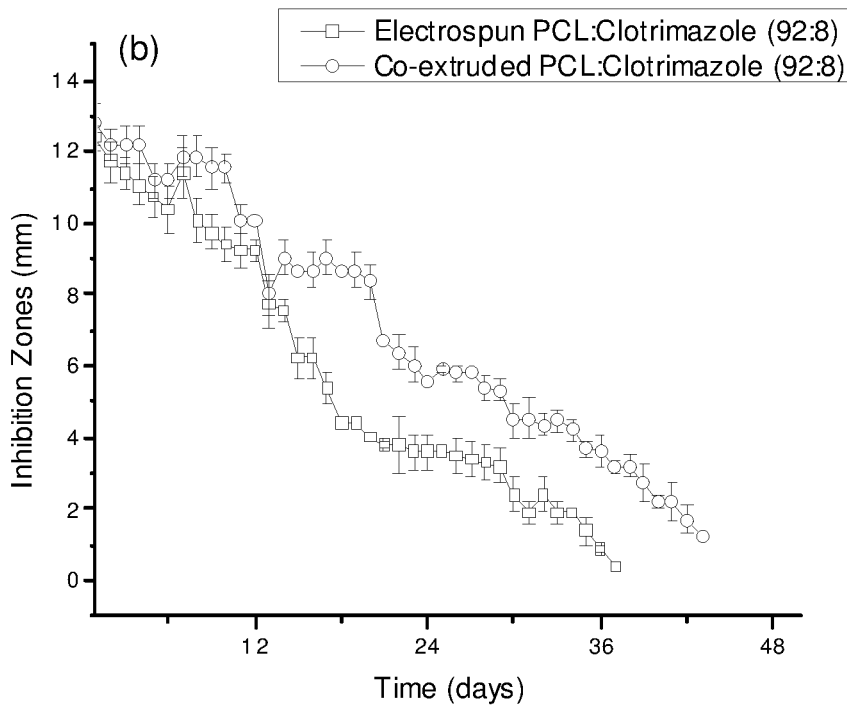 (b)
Electrospun PCL:Clotrimazole (92:8)
Co-extruded PCL:Clotrimazole (92:8)
14
12
10
8
6
4
2
0
Inhibition Zones (mm)
12
24
36
48
Time (days)